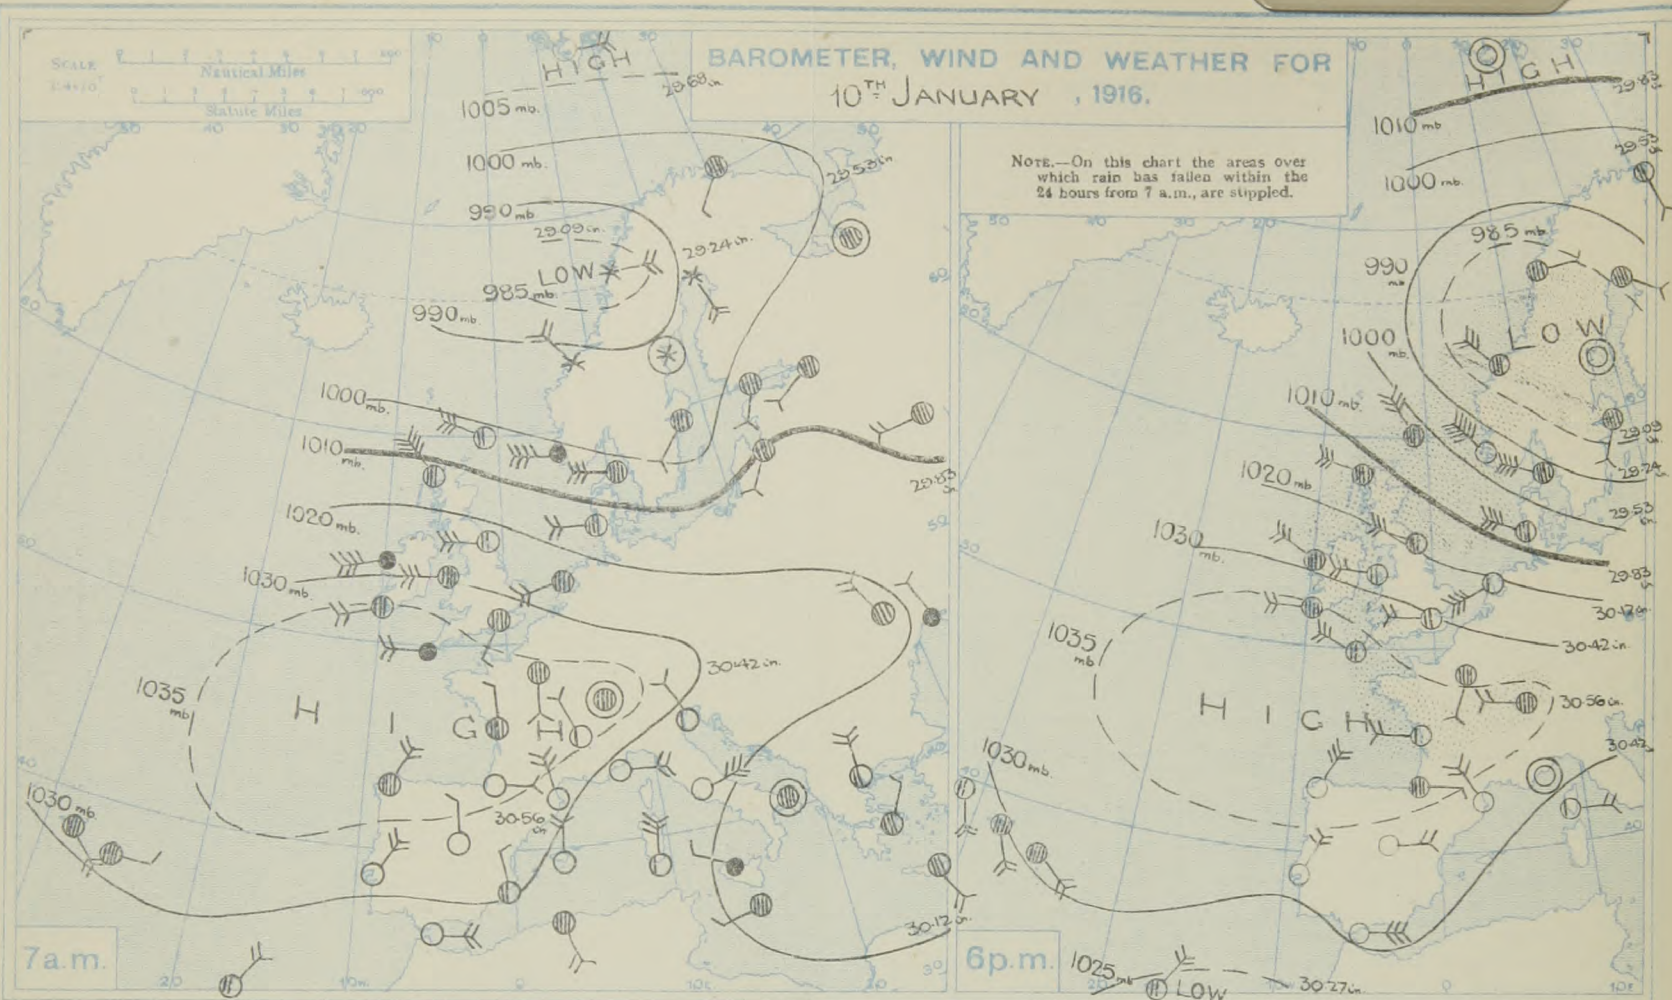 SCALE
Nautical Miles
Statute Miles
BAROMETER, WIND AND WEATHER FOR
10TH JANUARY, 1916.
NOTE.—On this chart the areas over
which rain has fallen within the
24 hours from 7 a.m., are stippled.
HIGH
1005 mb.
29.68 in.
1000 mb.
29.53 in
990 mb
29.09 in.
29.24 in.
LOW
985 mb.
990 mb.
1000 mb.
1010 mb.
29.83 in
1020 mb.
1030 mb.
1035 mb
30.42 in.
HIGH
1030 mb.
30.56 in
30.12 in.
7a.m.
HIGH
29.83
1010 mb
29.53
1000 mb.
985 mb
990 mb
LOW
1000 mb.
1010 mb.
29.09
29.24
1020 mb
29.53 in.
1030 mb.
29.83
30.12 in.
1035 mb
30.42 in.
HIGH
30.56 in.
30.42
1030 mb.
6p.m.
1025 mb
LOW
30.27 in.